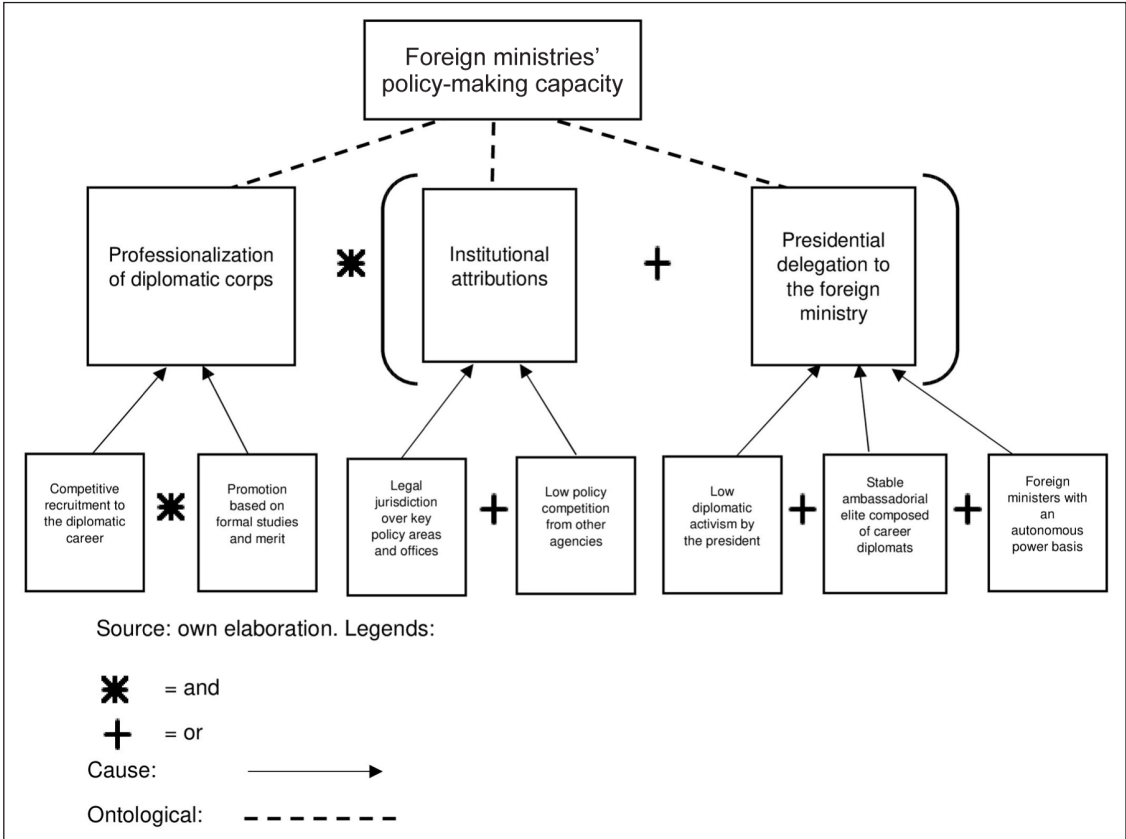 Foreign ministries’
policy-making capacity
Professionalization
of diplomatic corps
Institutional
attributions
+
Presidential
delegation to
the foreign
ministry
Competitive
recruitment to
the diplomatic
career
Promotion
based on
formal studies
and merit
Legal
jurisdiction
over key
policy areas
and offices
+
Low policy
competition
from other
agencies
Low
diplomatic
activism by
the president
+
Stable
ambassadorial
elite composed
of career
diplomats
+
Foreign
ministers with
an
autonomous
power basis
Source: own elaboration. Legends:
= and
+ = or
Cause:
Ontological: